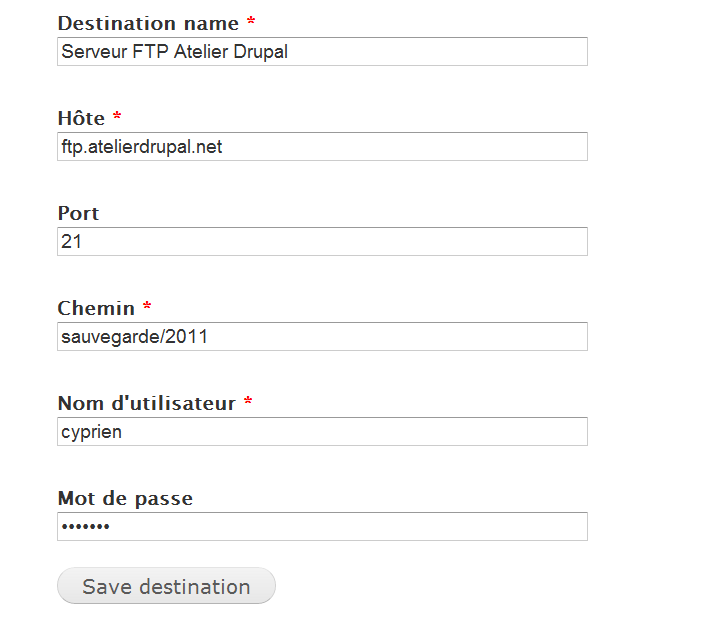 Destination name *
Serveur FTP Atelier Drupal
Hôte *
ftp.atelierdrupal.net
Port
21
Chemin *
sauvegarde/2011
Nom d'utilisateur *
cyprien
Mot de passe
•••••••
Save destination